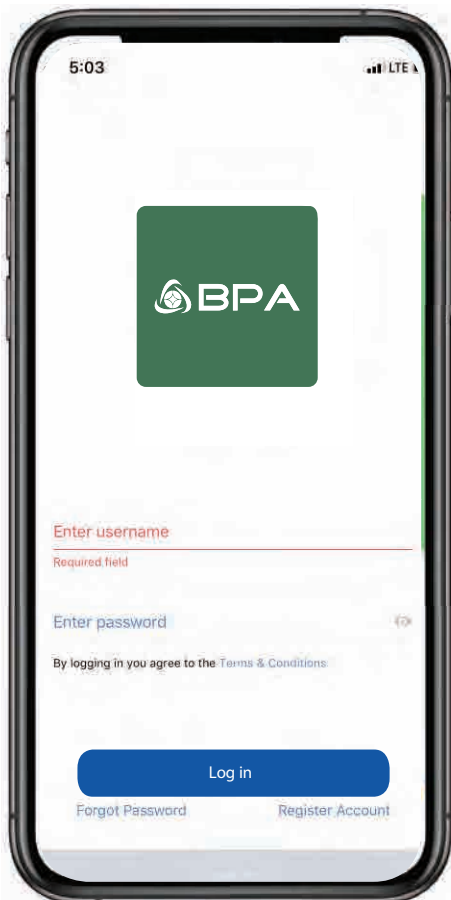 5:03
LTE
BPA
Enter username
Required field
Enter password
By logging in you agree to the Terms & Conditions
Log in
Forgot Password
Register Account